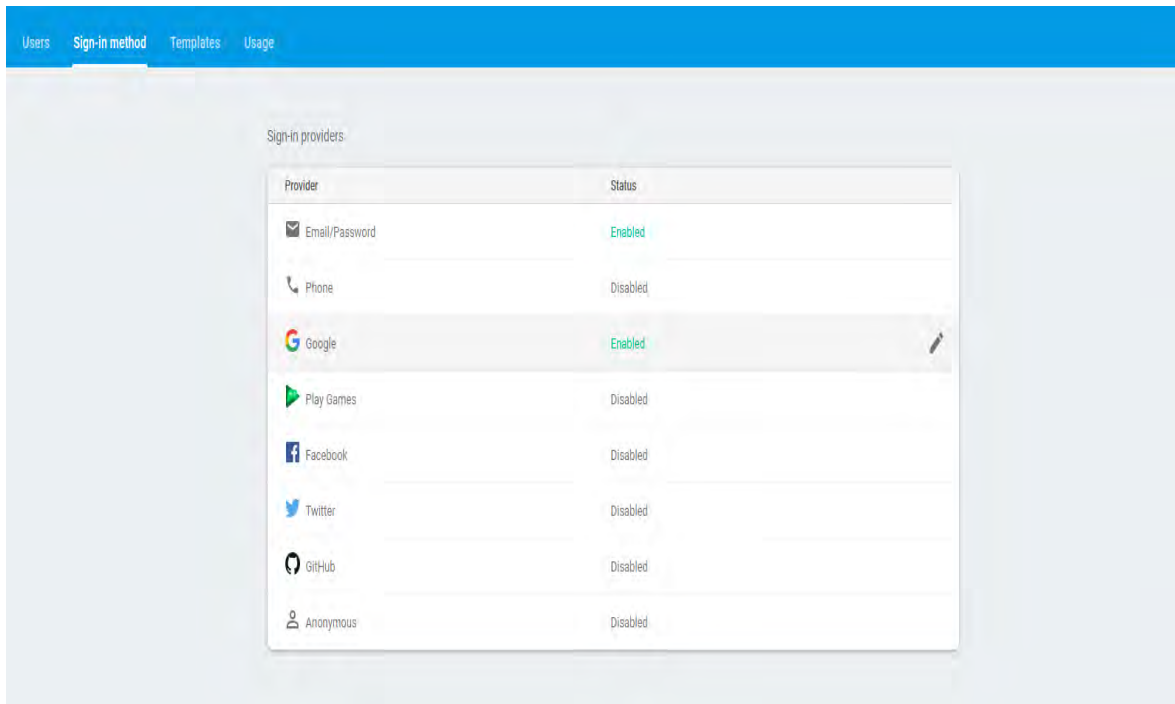 Users Sign-in method Templates Usage
Sign-in providers
Provider Status
Email/Password Enabled
Phone Disabled
Google Enabled
Play Games Disabled
Facebook Disabled
Twitter Disabled
GitHub Disabled
Anonymous Disabled